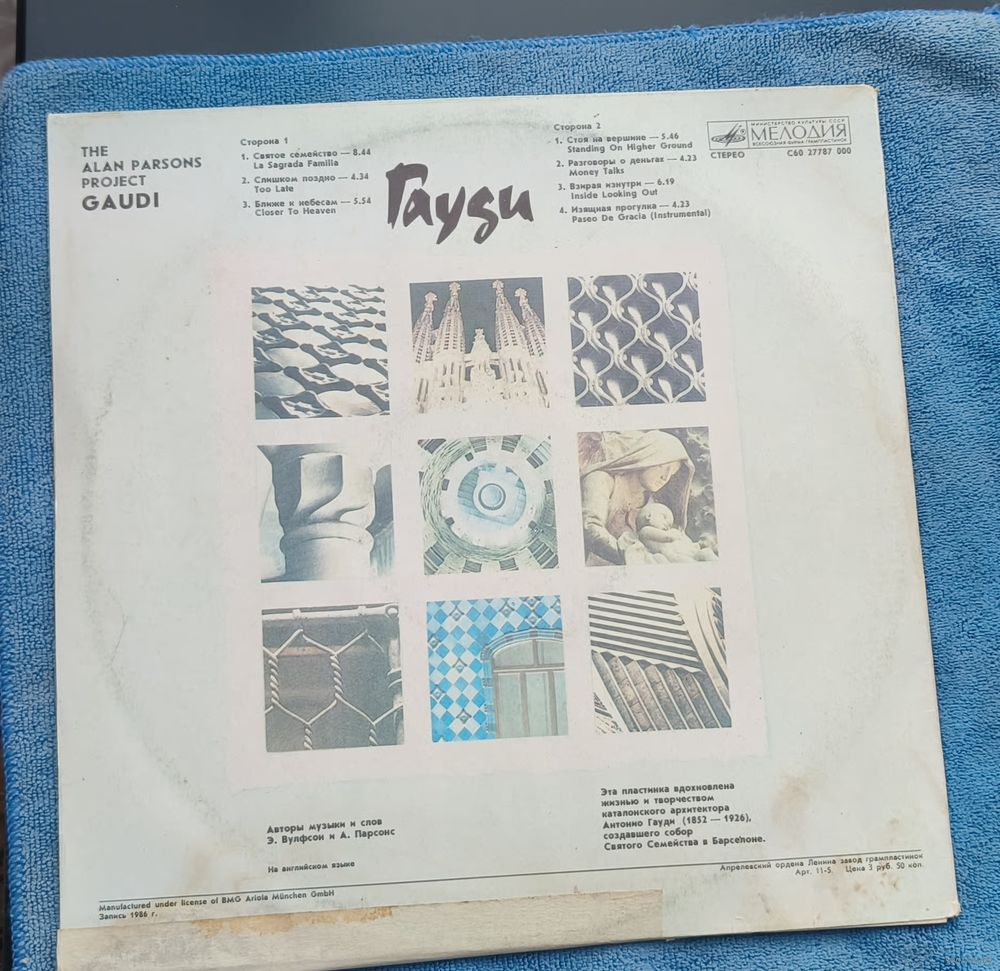 THE
ALAN PARSONS
PROJECT
GAUDI
Сторона 1
1. Святое семейство — 8.44
La Sagrada Familia
2. Слишком поздно — 4.34
Too Late
3. Ближе к небесам — 5.54
Closer To Heaven
Гауди
Сторона 2
1. Стоя на вершине — 5.46
Standing On Higher Ground
2. Разговоры о деньгах — 4.23
Money Talks
3. Взирая изнутри — 6.19
Inside Looking Out
4. Изящная прогулка — 4.23
Paseo De Gracia (Instrumental)
МИНИСТЕРСТВО КУЛЬТУРЫ СССР
МЕЛОДИЯ
ВСЕСОЮЗНАЯ ФИРМА ГРАМПЛАСТИНОК
СТЕРЕО
С60 27787 000
Авторы музыки и слов
Э. Вулфсон и А. Парсонс
На английском языке
Эта пластинка вдохновлена
жизнью и творчеством
каталонского архитектора
Антонио Гауди (1852 — 1926),
создавшего собор
Святого Семейства в Барселоне.
Manufactured under license of BMG Ariola München GmbH
Запись 1986 г.
Апрелевский ордена Ленина завод грампластинок
Арт. 11-5. Цена 3 руб. 50 коп.